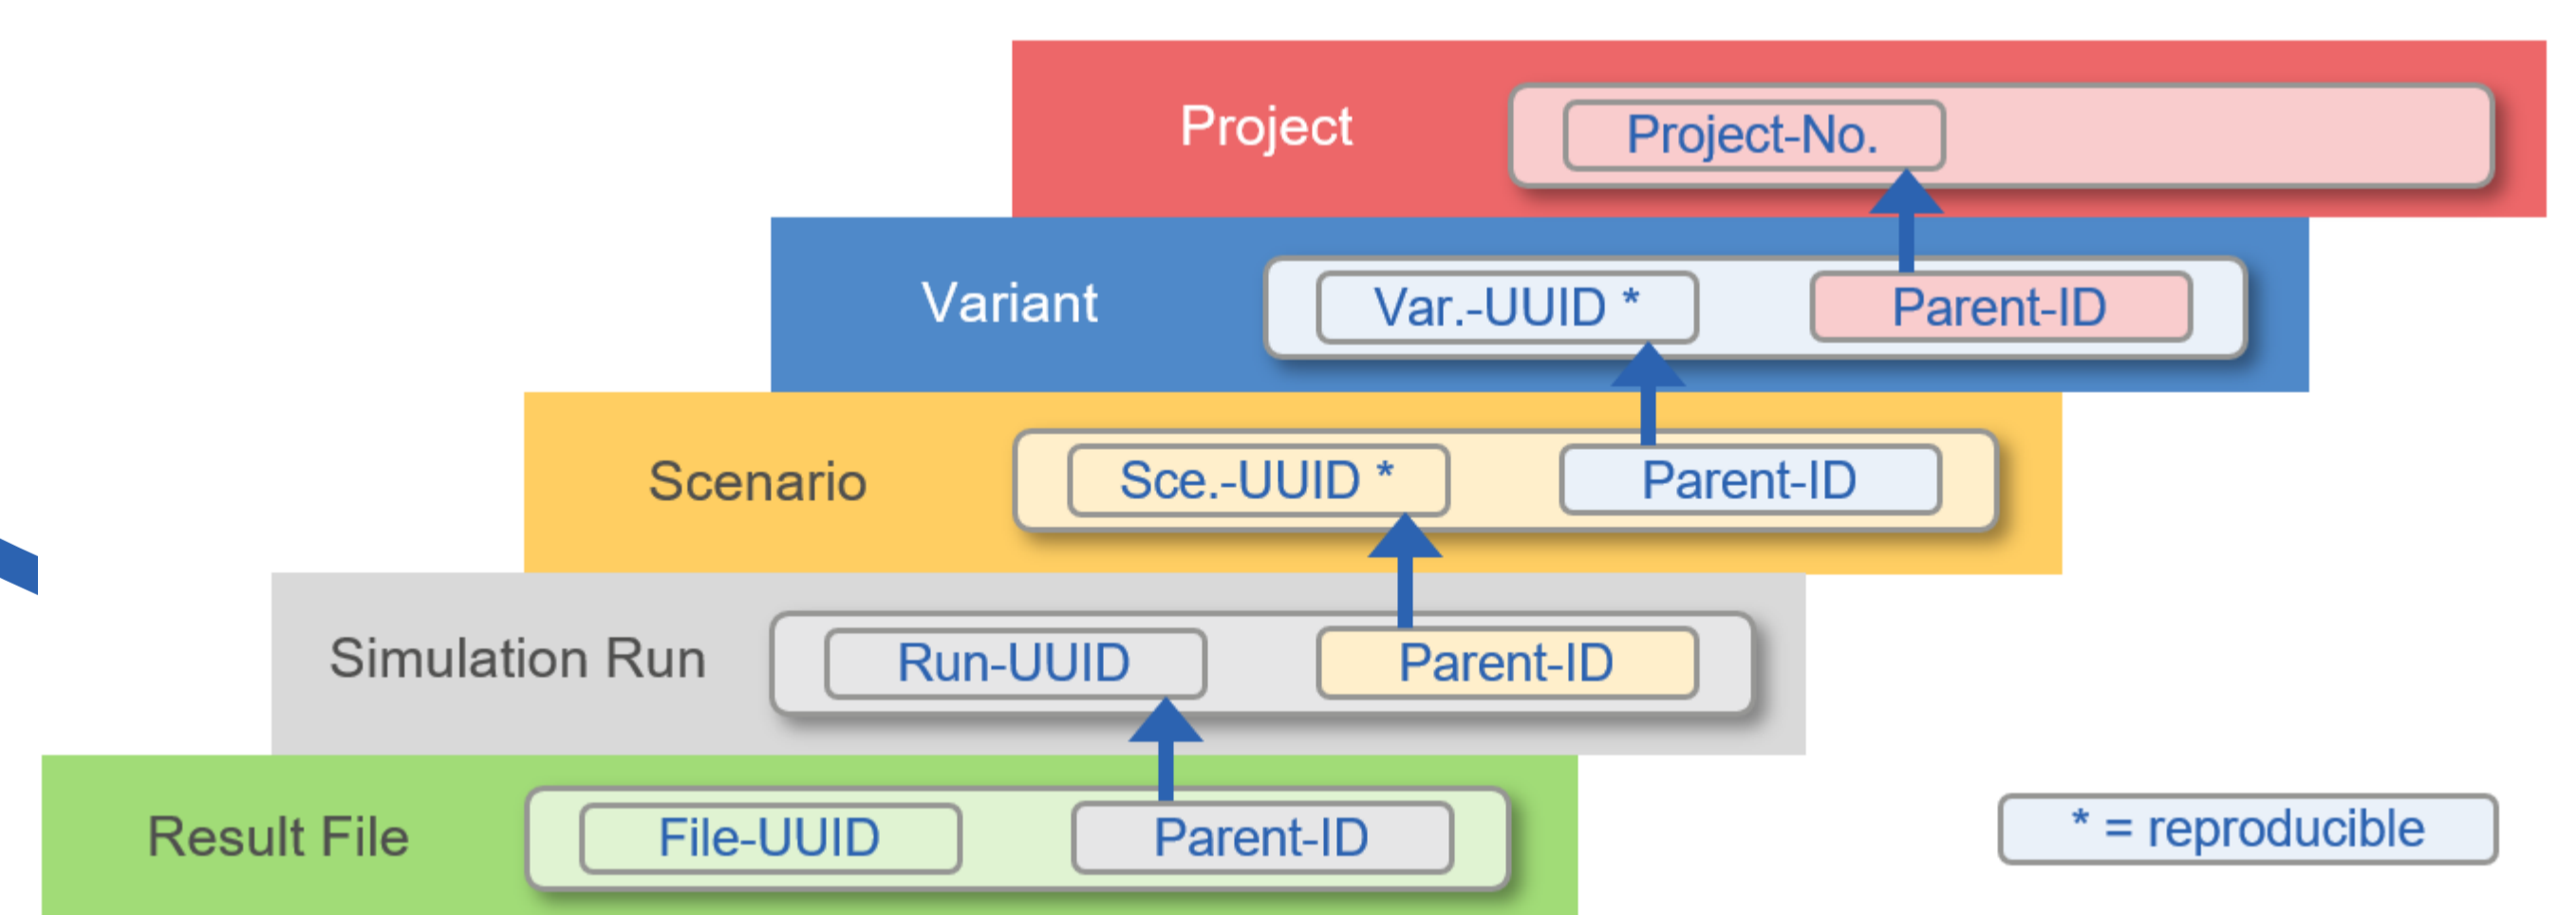 Project
Project-No.
Variant
Var.-UUID *
Parent-ID
Scenario
Sce.-UUID *
Parent-ID
Simulation Run
Run-UUID
Parent-ID
Result File
File-UUID
Parent-ID
* = reproducible